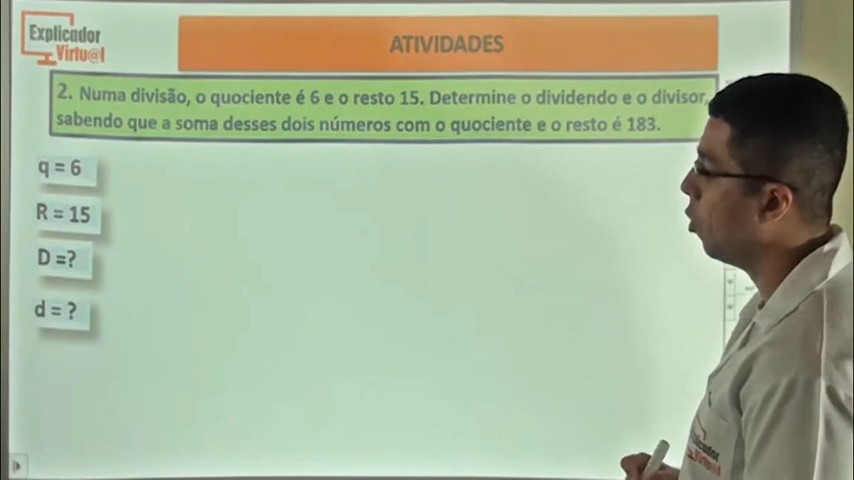 Explicador
Virtu@l
ATIVIDADES
2. Numa divisão, o quociente é 6 e o resto 15. Determine o dividendo e o divisor,
sabendo que a soma desses dois números com o quociente e o resto é 183.
q = 6
R = 15
D =?
d = ?